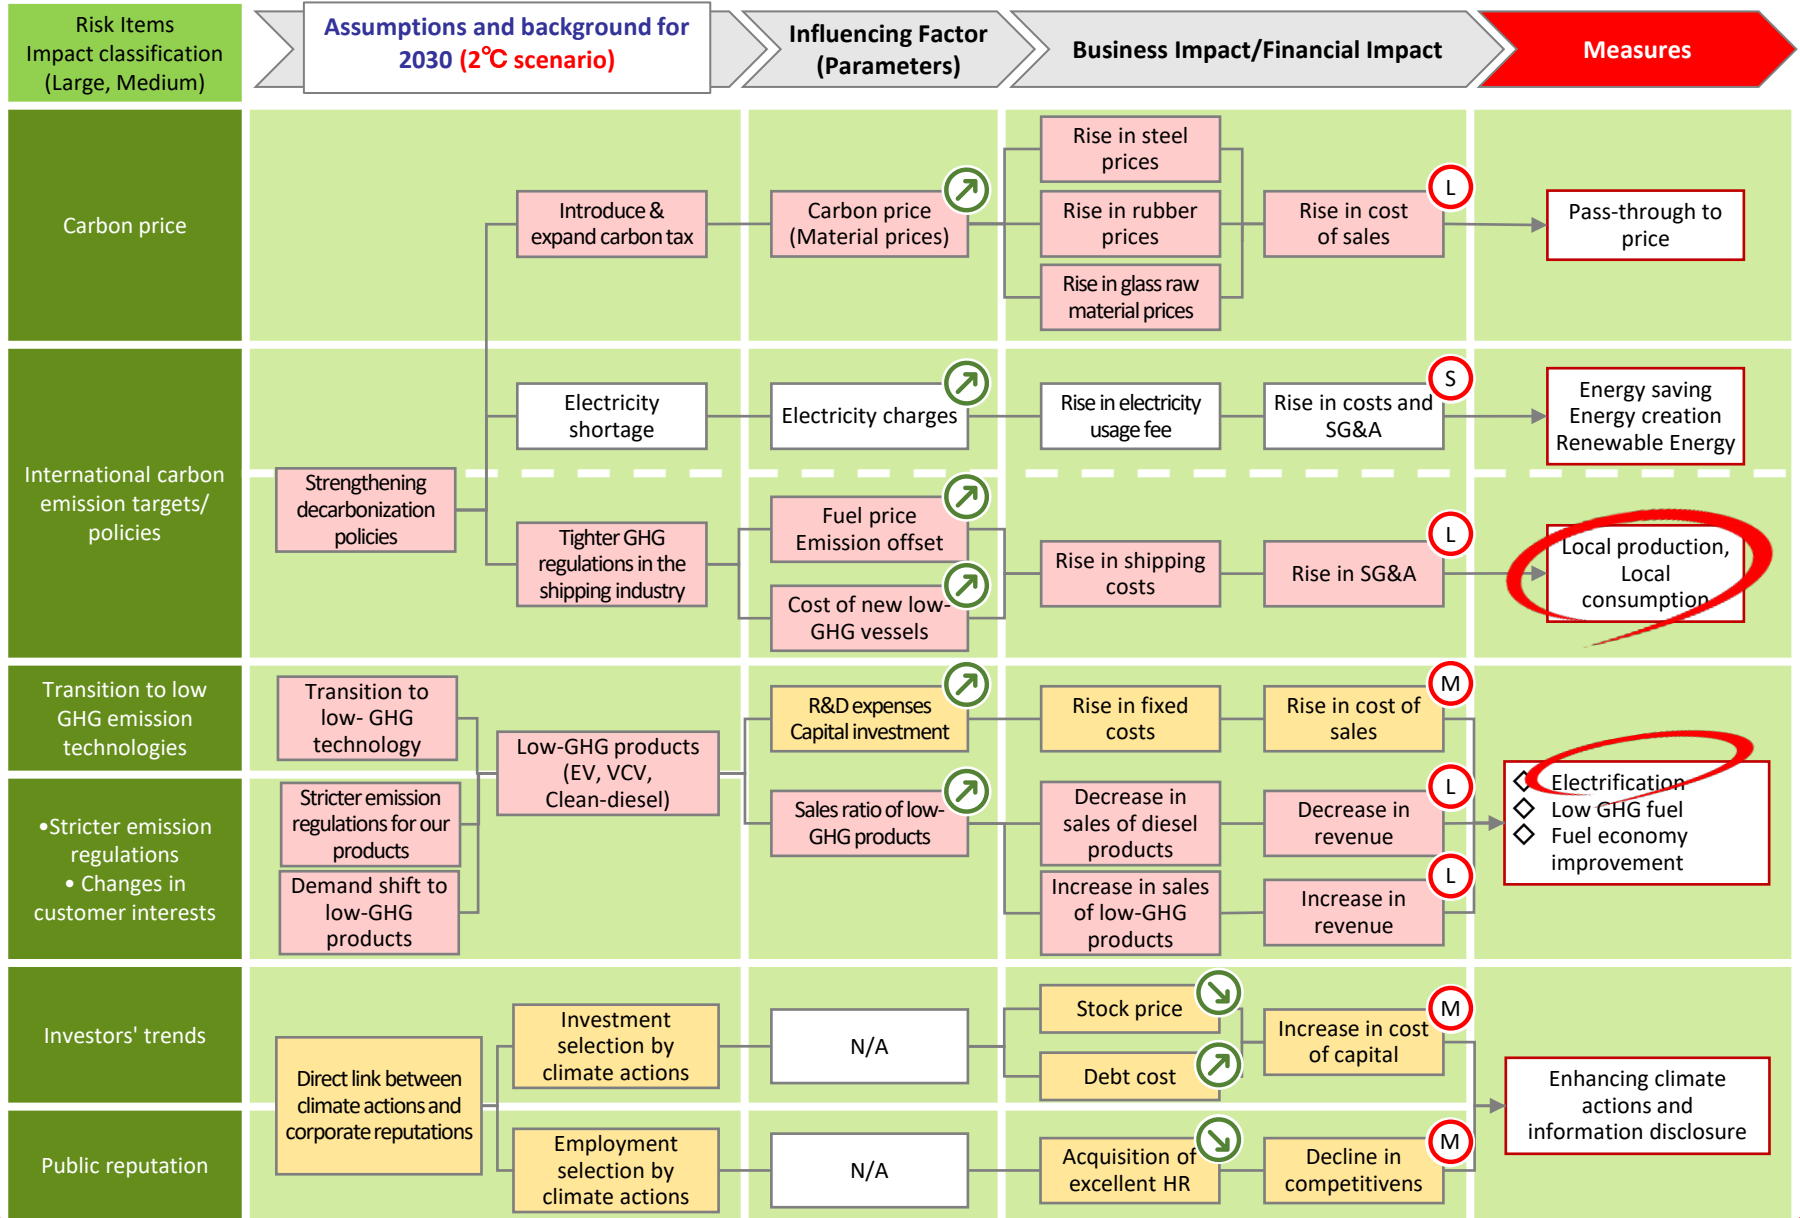 Risk Items
Impact classification
(Large, Medium)
Assumptions and background for
2030 (2℃ scenario)
Influencing Factor
(Parameters)
Business Impact/Financial Impact
Measures
Carbon price
Introduce &
expand carbon tax
Carbon price
(Material prices)
Rise in steel
prices
Rise in rubber
prices
Rise in glass raw
material prices
Rise in cost
of sales
L
Pass-through to
price
International carbon
emission targets/
policies
Strengthening
decarbonization
policies
Electricity
shortage
Electricity charges
Rise in electricity
usage fee
Rise in costs and
SG&A
S
Energy saving
Energy creation
Renewable Energy
Tighter GHG
regulations in the
shipping industry
Fuel price
Emission offset
Cost of new low-
GHG vessels
Rise in shipping
costs
Rise in SG&A
L
Local production,
Local
consumption
Transition to low
GHG emission
technologies
Transition to
low- GHG
technology
Low-GHG products
(EV, VCV,
Clean-diesel)
R&D expenses
Capital investment
Rise in fixed
costs
Rise in cost of
sales
M
•Stricter emission
regulations
• Changes in
customer interests
Stricter emission
regulations for our
products
Demand shift to
low-GHG
products
Sales ratio of low-
GHG products
Decrease in
sales of diesel
products
Decrease in
revenue
L
Increase in sales
of low-GHG
products
Increase in
revenue
L
◇ Electrification
◇ Low GHG fuel
◇ Fuel economy
improvement
Investors' trends
Direct link between
climate actions and
corporate reputations
Investment
selection by
climate actions
N/A
Stock price
Debt cost
Increase in cost
of capital
M
Enhancing climate
actions and
information disclosure
Public reputation
Employment
selection by
climate actions
N/A
Acquisition of
excellent HR
Decline in
competitivens
M